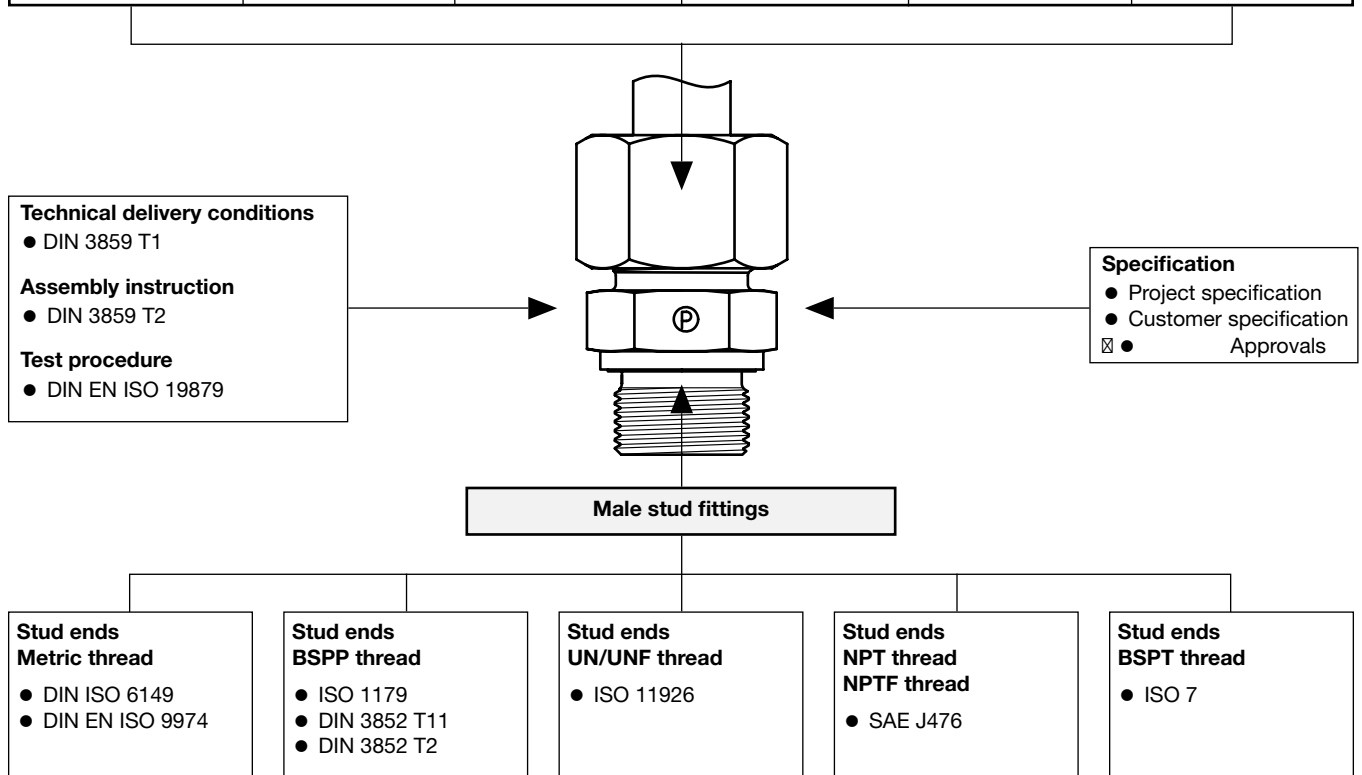 Technical delivery conditions
● DIN 3859 T1
Assembly instruction
● DIN 3859 T2
Test procedure
● DIN EN ISO 19879
P
Specification
● Project specification
● Customer specification
☒ ● Approvals
Male stud fittings
Stud ends
Metric thread
● DIN ISO 6149
● DIN EN ISO 9974
Stud ends
BSPP thread
● ISO 1179
● DIN 3852 T11
● DIN 3852 T2
Stud ends
UN/UNF thread
● ISO 11926
Stud ends
NPT thread
NPTF thread
● SAE J476
Stud ends
BSPT thread
● ISO 7